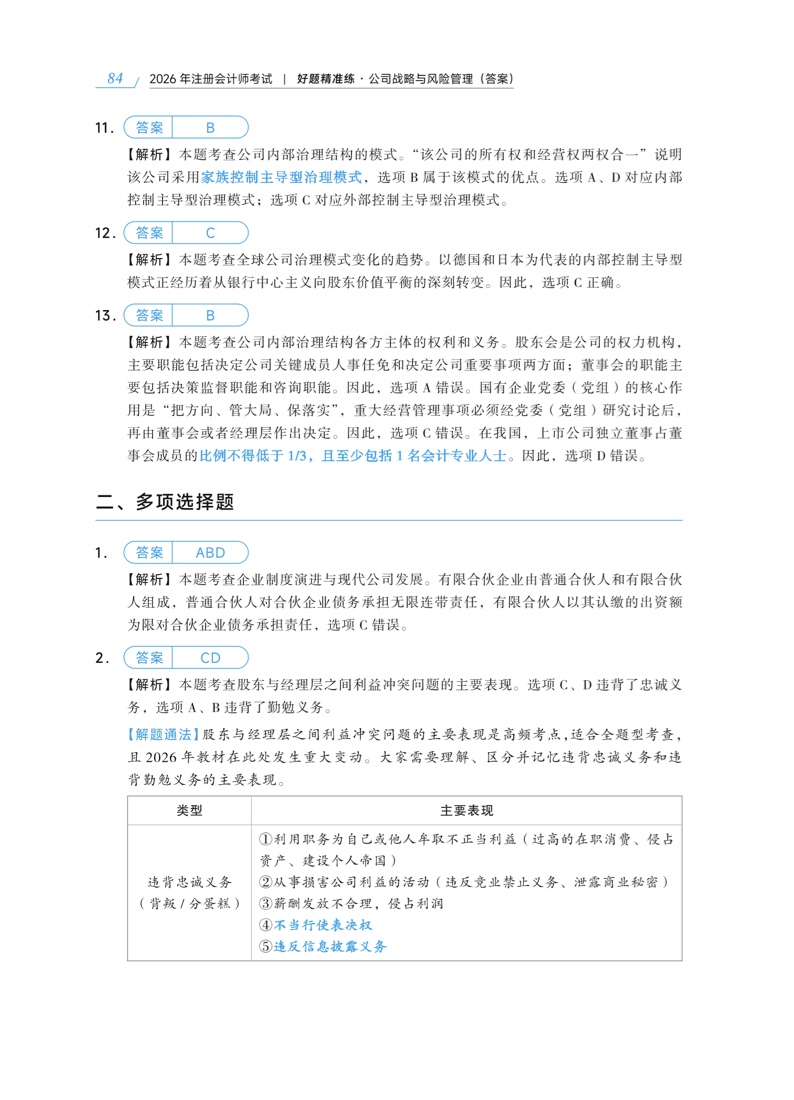 84 2026 年注册会计师考试 | 好题精准练 · 公司战略与风险管理（答案）
11. 答案 B
【解析】本题考查公司内部治理结构的模式。“该公司的所有权和经营权两权合一”说明
该公司采用家族控制主导型治理模式，选项 B 属于该模式的优点。选项 A、D 对应内部
控制主导型治理模式；选项 C 对应外部控制主导型治理模式。
12. 答案 C
【解析】本题考查全球公司治理模式变化的趋势。以德国和日本为代表的内部控制主导型
模式正经历着从银行中心主义向股东价值平衡的深刻转变。因此，选项 C 正确。
13. 答案 B
【解析】本题考查公司内部治理结构各方主体的权利和义务。股东会是公司的权力机构，
主要职能包括决定公司关键成员人事任免和决定公司重要事项两方面；董事会的职能主
要包括决策监督职能和咨询职能。因此，选项 A 错误。国有企业党委（党组）的核心作
用是“把方向、管大局、保落实”，重大经营管理事项必须经党委（党组）研究讨论后，
再由董事会或者经理层作出决定。因此，选项 C 错误。在我国，上市公司独立董事占董
事会成员的比例不得低于 1/3，且至少包括 1 名会计专业人士。因此，选项 D 错误。
二、多项选择题
1. 答案 ABD
【解析】本题考查企业制度演进与现代公司发展。有限合伙企业由普通合伙人和有限合伙
人组成，普通合伙人对合伙企业债务承担无限连带责任，有限合伙人以其认缴的出资额
为限对合伙企业债务承担责任，选项 C 错误。
2. 答案 CD
【解析】本题考查股东与经理层之间利益冲突问题的主要表现。选项 C、D 违背了忠诚义
务，选项 A、B 违背了勤勉义务。
【解题通法】股东与经理层之间利益冲突问题的主要表现是高频考点，适合全题型考查，
且 2026 年教材在此处发生重大变动。大家需要理解、区分并记忆违背忠诚义务和违
背勤勉义务的主要表现。
类型 主要表现
违背忠诚义务
（背叛 / 分蛋糕）
①利用职务为自己或他人牟取不正当利益（过高的在职消费、侵占
资产、建设个人帝国）
②从事损害公司利益的活动（违反竞业禁止义务、泄露商业秘密）
③薪酬发放不合理，侵占利润
④不当行使表决权
⑤违反信息披露义务